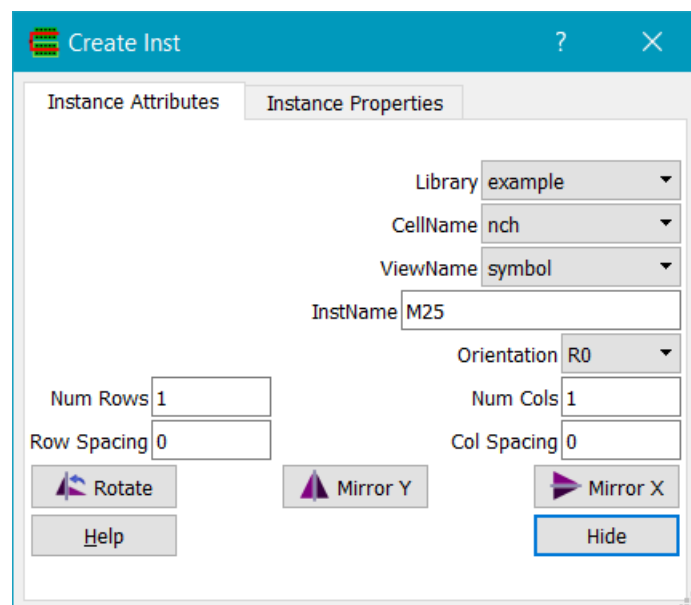 Create Inst ?
Instance Attributes Instance Properties
Library example
CellName nch
ViewName symbol
InstName M25
Orientation R0
Num Rows 1 Num Cols 1
Row Spacing 0 Col Spacing 0
Rotate Mirror Y Mirror X
Help Hide